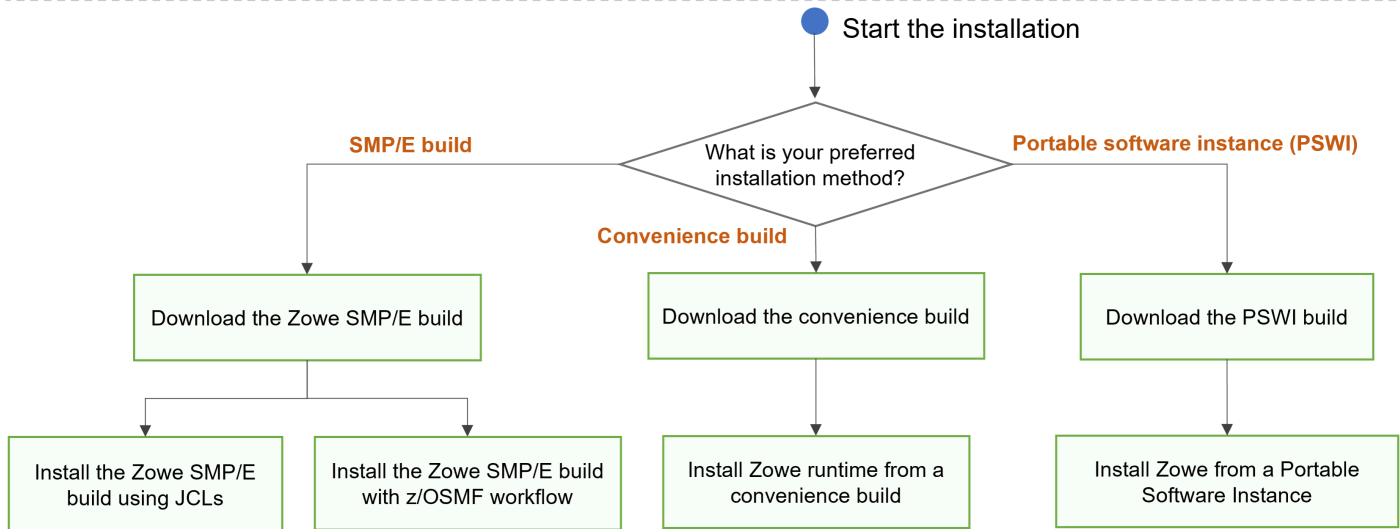 Start the installation
What is your preferred
installation method?
SMP/E build
Convenience build
Portable software instance (PSWI)
Download the Zowe SMP/E build
Download the convenience build
Download the PSWI build
Install the Zowe SMP/E
build using JCLs
Install the Zowe SMP/E build
with z/OSMF workflow
Install Zowe runtime from a
convenience build
Install Zowe from a Portable
Software Instance